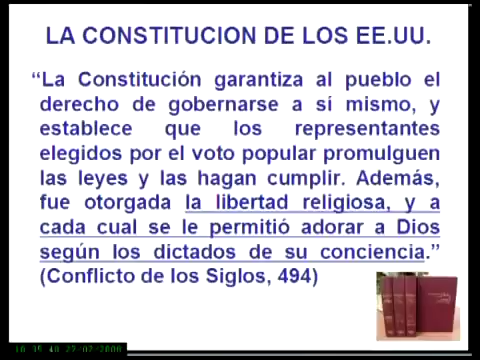 LA CONSTITUCION DE LOS EE.UU.
“La Constitución garantiza al pueblo el
derecho de gobernarse a sí mismo, y
establece que los representantes
elegidos por el voto popular promulguen
las leyes y las hagan cumplir. Además,
fue otorgada la libertad religiosa, y a
cada cual se le permitió adorar a Dios
según los dictados de su conciencia.”
(Conflicto de los Siglos, 494)